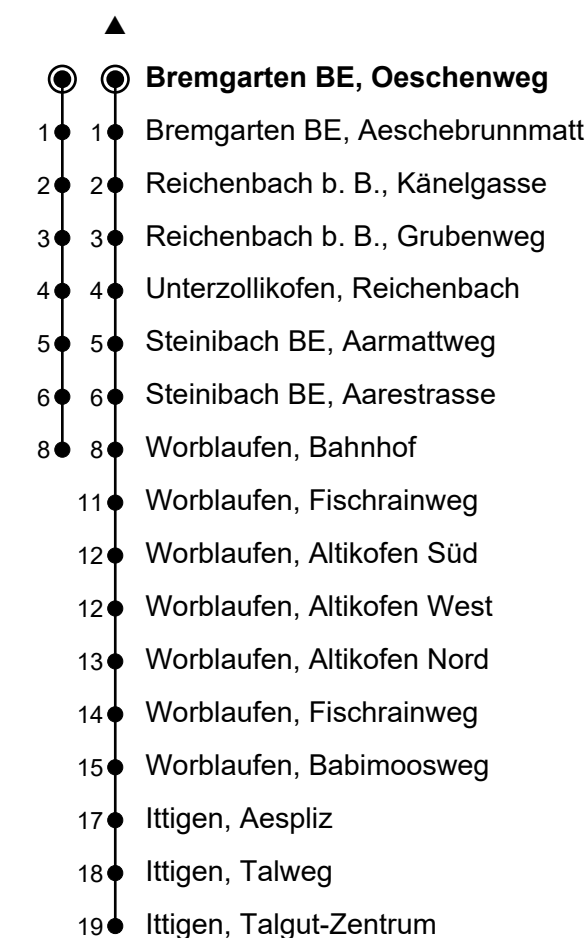 ▲
Bremgarten BE, Oeschenweg
1 1 Bremgarten BE, Aeschebrunnmatt
2 2 Reichenbach b. B., Känelgasse
3 3 Reichenbach b. B., Grubenweg
4 4 Unterzollikofen, Reichenbach
5 5 Steinibach BE, Aarmattweg
6 6 Steinibach BE, Aarestrasse
8 8 Worblaufen, Bahnhof
11 Worblaufen, Fischrainweg
12 Worblaufen, Altikofen Süd
12 Worblaufen, Altikofen West
13 Worblaufen, Altikofen Nord
14 Worblaufen, Fischrainweg
15 Worblaufen, Babimoosweg
17 Ittigen, Aespliz
18 Ittigen, Talweg
19 Ittigen, Talgut-Zentrum